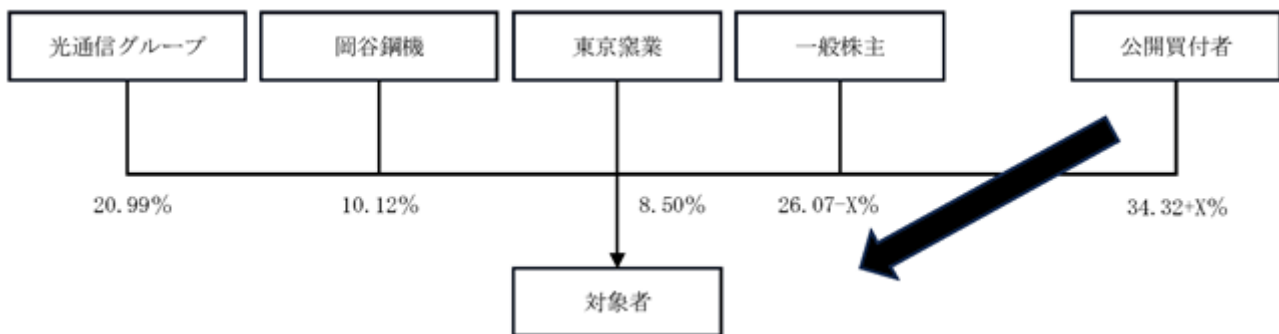 光通信グループ
岡谷鋼機
東京窯業
一般株主
公開買付者
20.99%
10.12%
8.50%
26.07-X%
34.32+X%
対象者